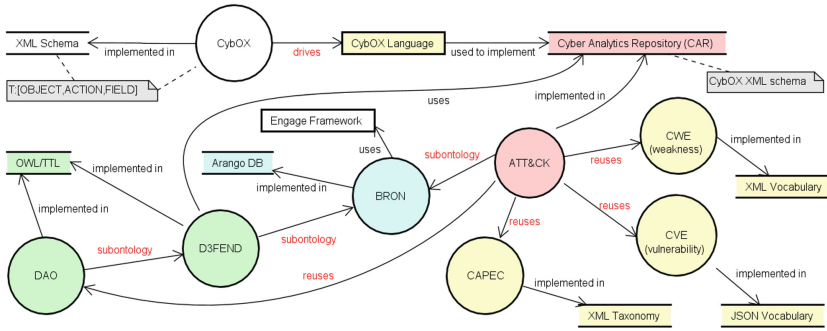 XML Schema
implemented in
CybOX
drives
CybOX Language
used to implement
Cyber Analytics Repository (CAR)
T:[OBJECT,ACTION,FIELD]
CybOX XML schema
uses
implemented in
Engage Framework
CWE
(weakness)
implemented in
OWL/TTL
implemented in
Arango DB
uses
subontology
ATT&CK
reuses
implemented in
BRON
XML Vocabulary
implemented in
reuses
reuses
subontology
D3FEND
subontology
CVE
(vulnerability)
DAO
reuses
CAPEC
implemented in
implemented in
XML Taxonomy
JSON Vocabulary